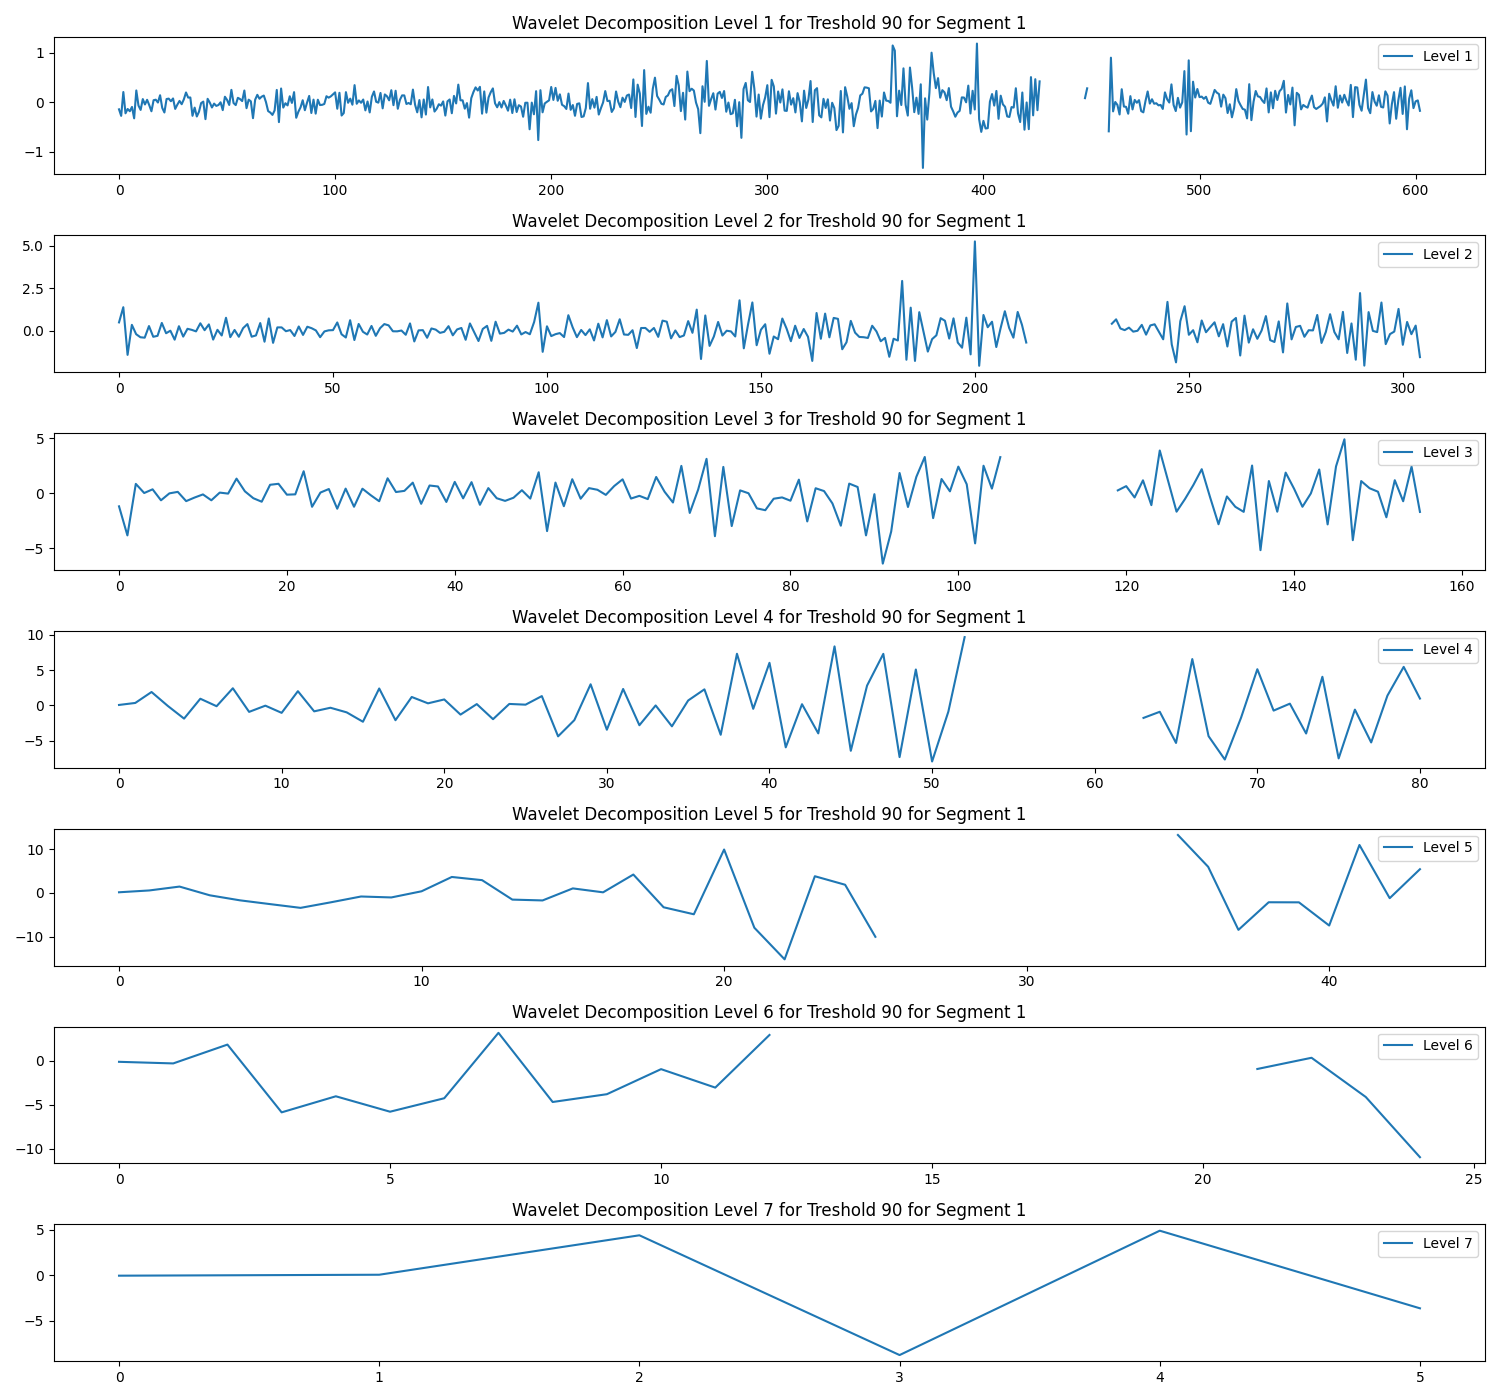 Wavelet Decomposition Level 1 for Treshold 90 for Segment 1
Level 1
1
0
−1
0 100 200 300 400 500 600
Wavelet Decomposition Level 2 for Treshold 90 for Segment 1
Level 2
5.0
2.5
0.0
0 50 100 150 200 250 300
Wavelet Decomposition Level 3 for Treshold 90 for Segment 1
Level 3
5
0
−5
0 20 40 60 80 100 120 140 160
Wavelet Decomposition Level 4 for Treshold 90 for Segment 1
Level 4
10
5
0
−5
0 10 20 30 40 50 60 70 80
Wavelet Decomposition Level 5 for Treshold 90 for Segment 1
Level 5
10
0
−10
0 10 20 30 40
Wavelet Decomposition Level 6 for Treshold 90 for Segment 1
Level 6
0
−5
−10
0 5 10 15 20 25
Wavelet Decomposition Level 7 for Treshold 90 for Segment 1
Level 7
5
0
−5
0 1 2 3 4 5